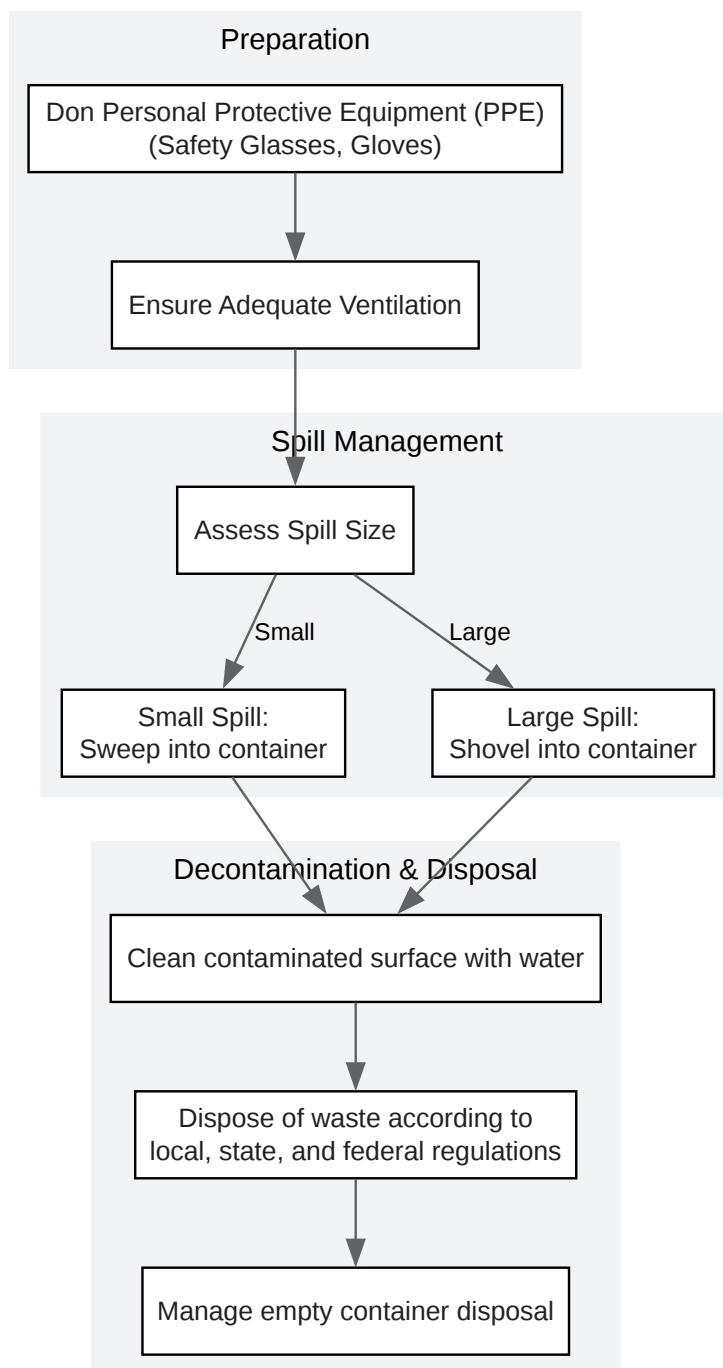 Preparation
Don Personal Protective Equipment (PPE)
(Safety Glasses, Gloves)
Ensure Adequate Ventilation
Spill Management
Assess Spill Size
Small
Large
Small Spill:
Sweep into container
Large Spill:
Shovel into container
Decontamination & Disposal
Clean contaminated surface with water
Dispose of waste according to
local, state, and federal regulations
Manage empty container disposal